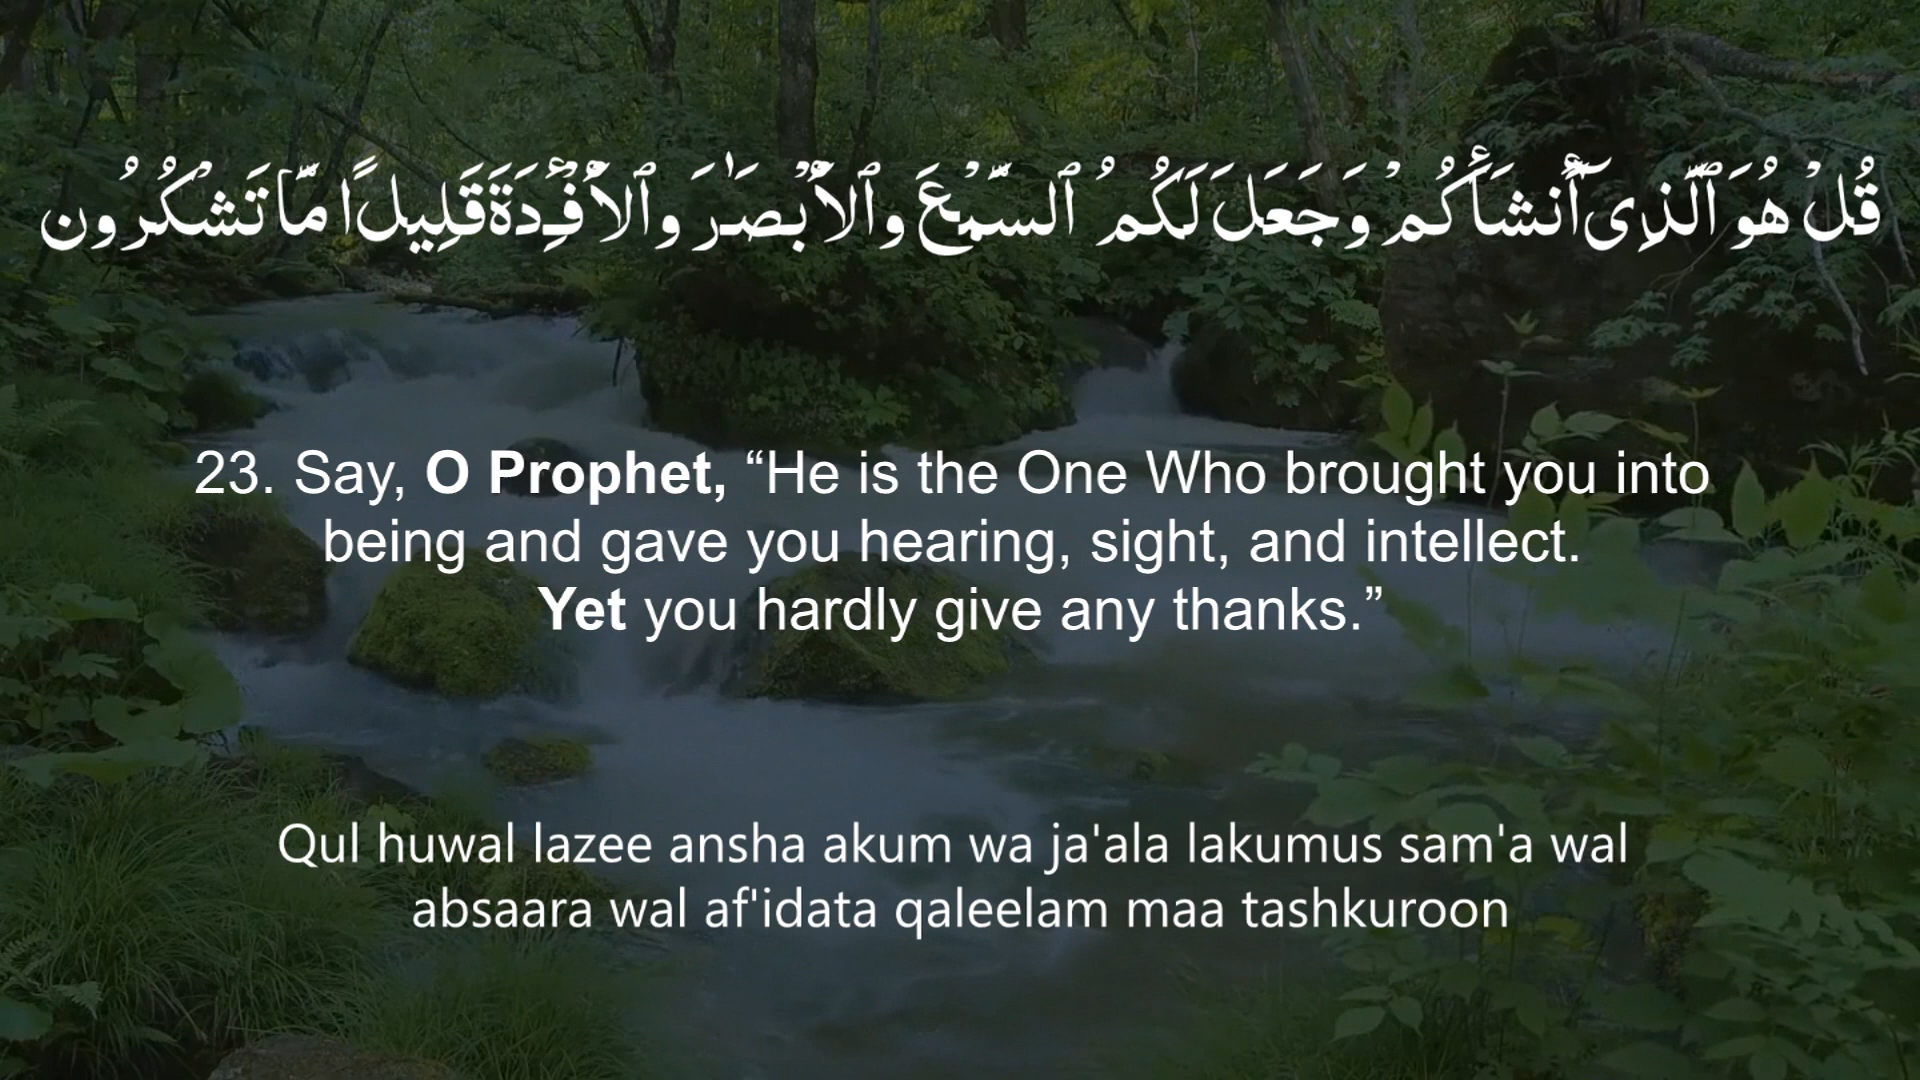 قُلْ هُوَ ٱلَّذِىٓ أَنشَأَكُمْ وَجَعَلَ لَكُمُ ٱلسَّمْعَ وَٱلْأَبْصَـٰرَ وَٱلْأَفْـِٔدَةَ قَلِيلًا مَّا تَشْكُرُون
23. Say, O Prophet, “He is the One Who brought you into
being and gave you hearing, sight, and intellect.
Yet you hardly give any thanks.”
Qul huwal lazee ansha akum wa ja'ala lakumus sam'a wal
absaara wal af'idata qaleelam maa tashkuroon